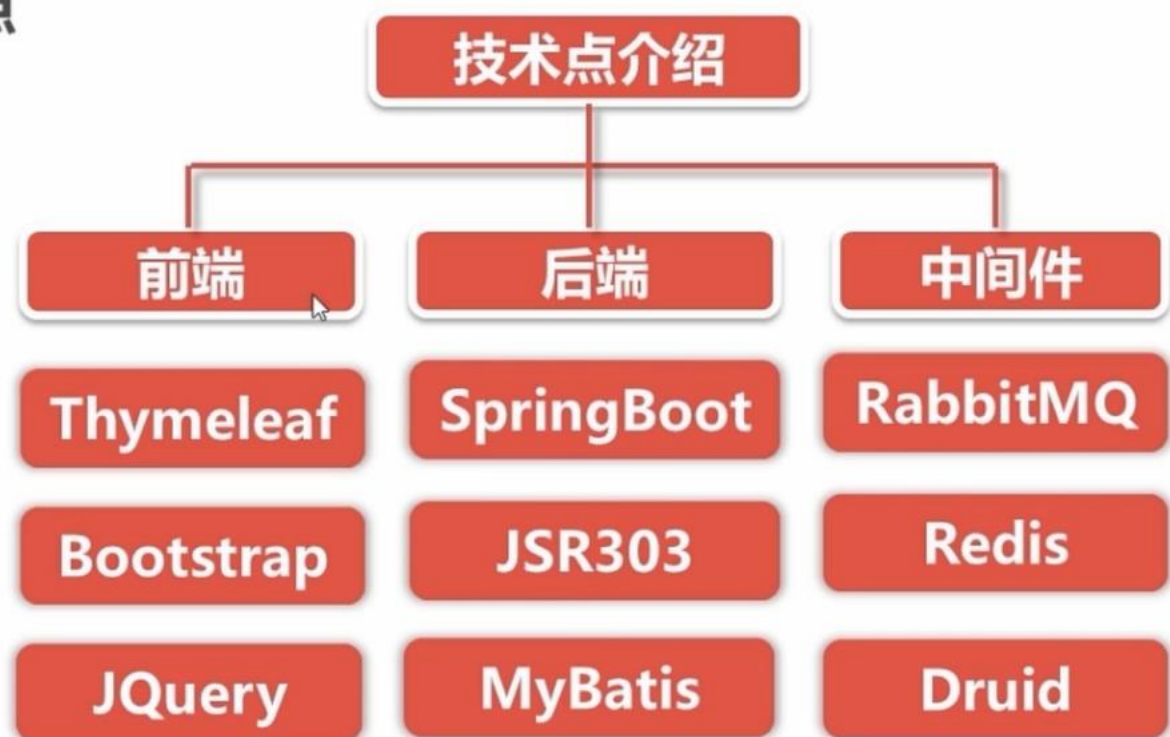 点
技术点介绍
前端
后端
中间件
Thymeleaf
SpringBoot
RabbitMQ
Bootstrap
JSR303
Redis
JQuery
MyBatis
Druid